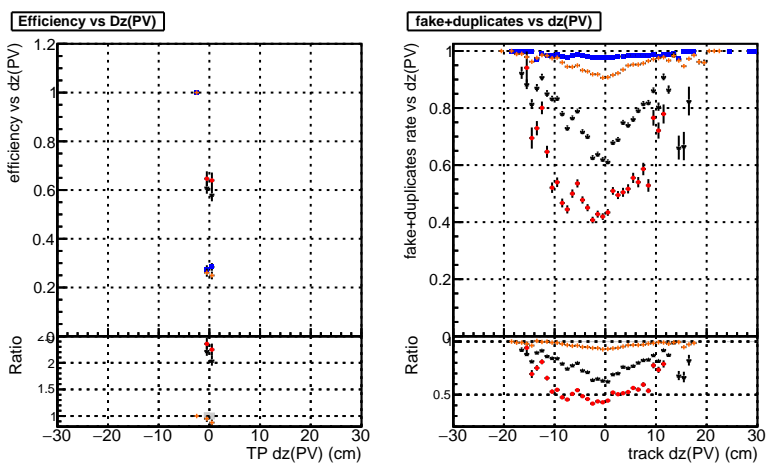 Efficiency vs Dz(PV)
efficiency vs dz(PV)
1.2
1
0.8
0.6
0.4
0.2
0
Ratio
2
1.5
1
−30 −20 −10 0 10 20 30
TP dz(PV) (cm)
fake+duplicates vs dz(PV)
fake+duplicates rate vs dz(PV)
1
0.8
0.6
0.4
0.2
0
Ratio
0.5
−30 −20 −10 0 10 20 30
track dz(PV) (cm)